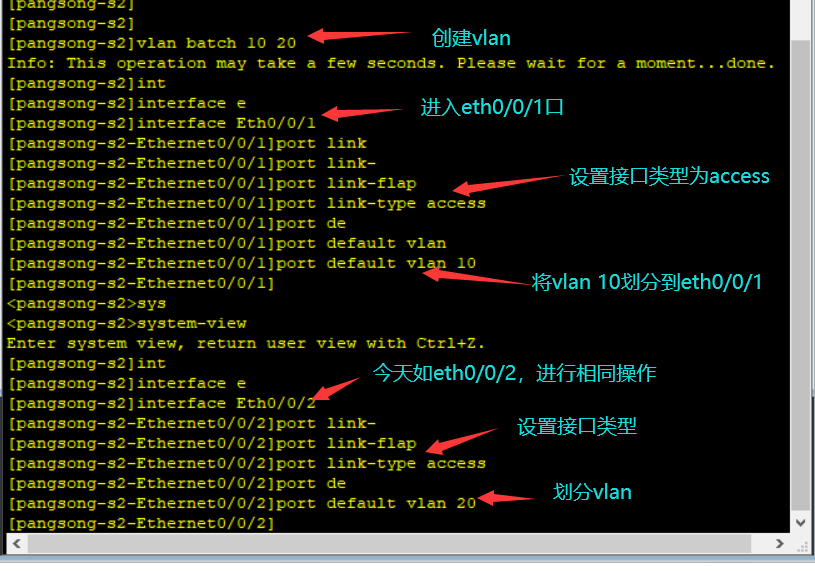 [pangsong-s2]
[pangsong-s2]
[pangsong-s2]vlan batch 10 20
创建vlan
Info: This operation may take a few seconds. Please wait for a moment...done.
[pangsong-s2]int
[pangsong-s2]interface e
进入eth0/0/1口
[pangsong-s2]interface Eth0/0/1
[pangsong-s2-Ethernet0/0/1]port link
[pangsong-s2-Ethernet0/0/1]port link-
[pangsong-s2-Ethernet0/0/1]port link-flap
设置接口类型为access
[pangsong-s2-Ethernet0/0/1]port link-type access
[pangsong-s2-Ethernet0/0/1]port de
[pangsong-s2-Ethernet0/0/1]port default vlan
[pangsong-s2-Ethernet0/0/1]port default vlan 10
[pangsong-s2-Ethernet0/0/1]
将vlan 10划分到eth0/0/1
<pangsong-s2>sys
<pangsong-s2>system-view
Enter system view, return user view with Ctrl+Z.
[pangsong-s2]int
今天如eth0/0/2，进行相同操作
[pangsong-s2]interface e
[pangsong-s2]interface Eth0/0/2
[pangsong-s2-Ethernet0/0/2]port link-
设置接口类型
[pangsong-s2-Ethernet0/0/2]port link-flap
[pangsong-s2-Ethernet0/0/2]port link-type access
[pangsong-s2-Ethernet0/0/2]port de
划分vlan
[pangsong-s2-Ethernet0/0/2]port default vlan 20
[pangsong-s2-Ethernet0/0/2]